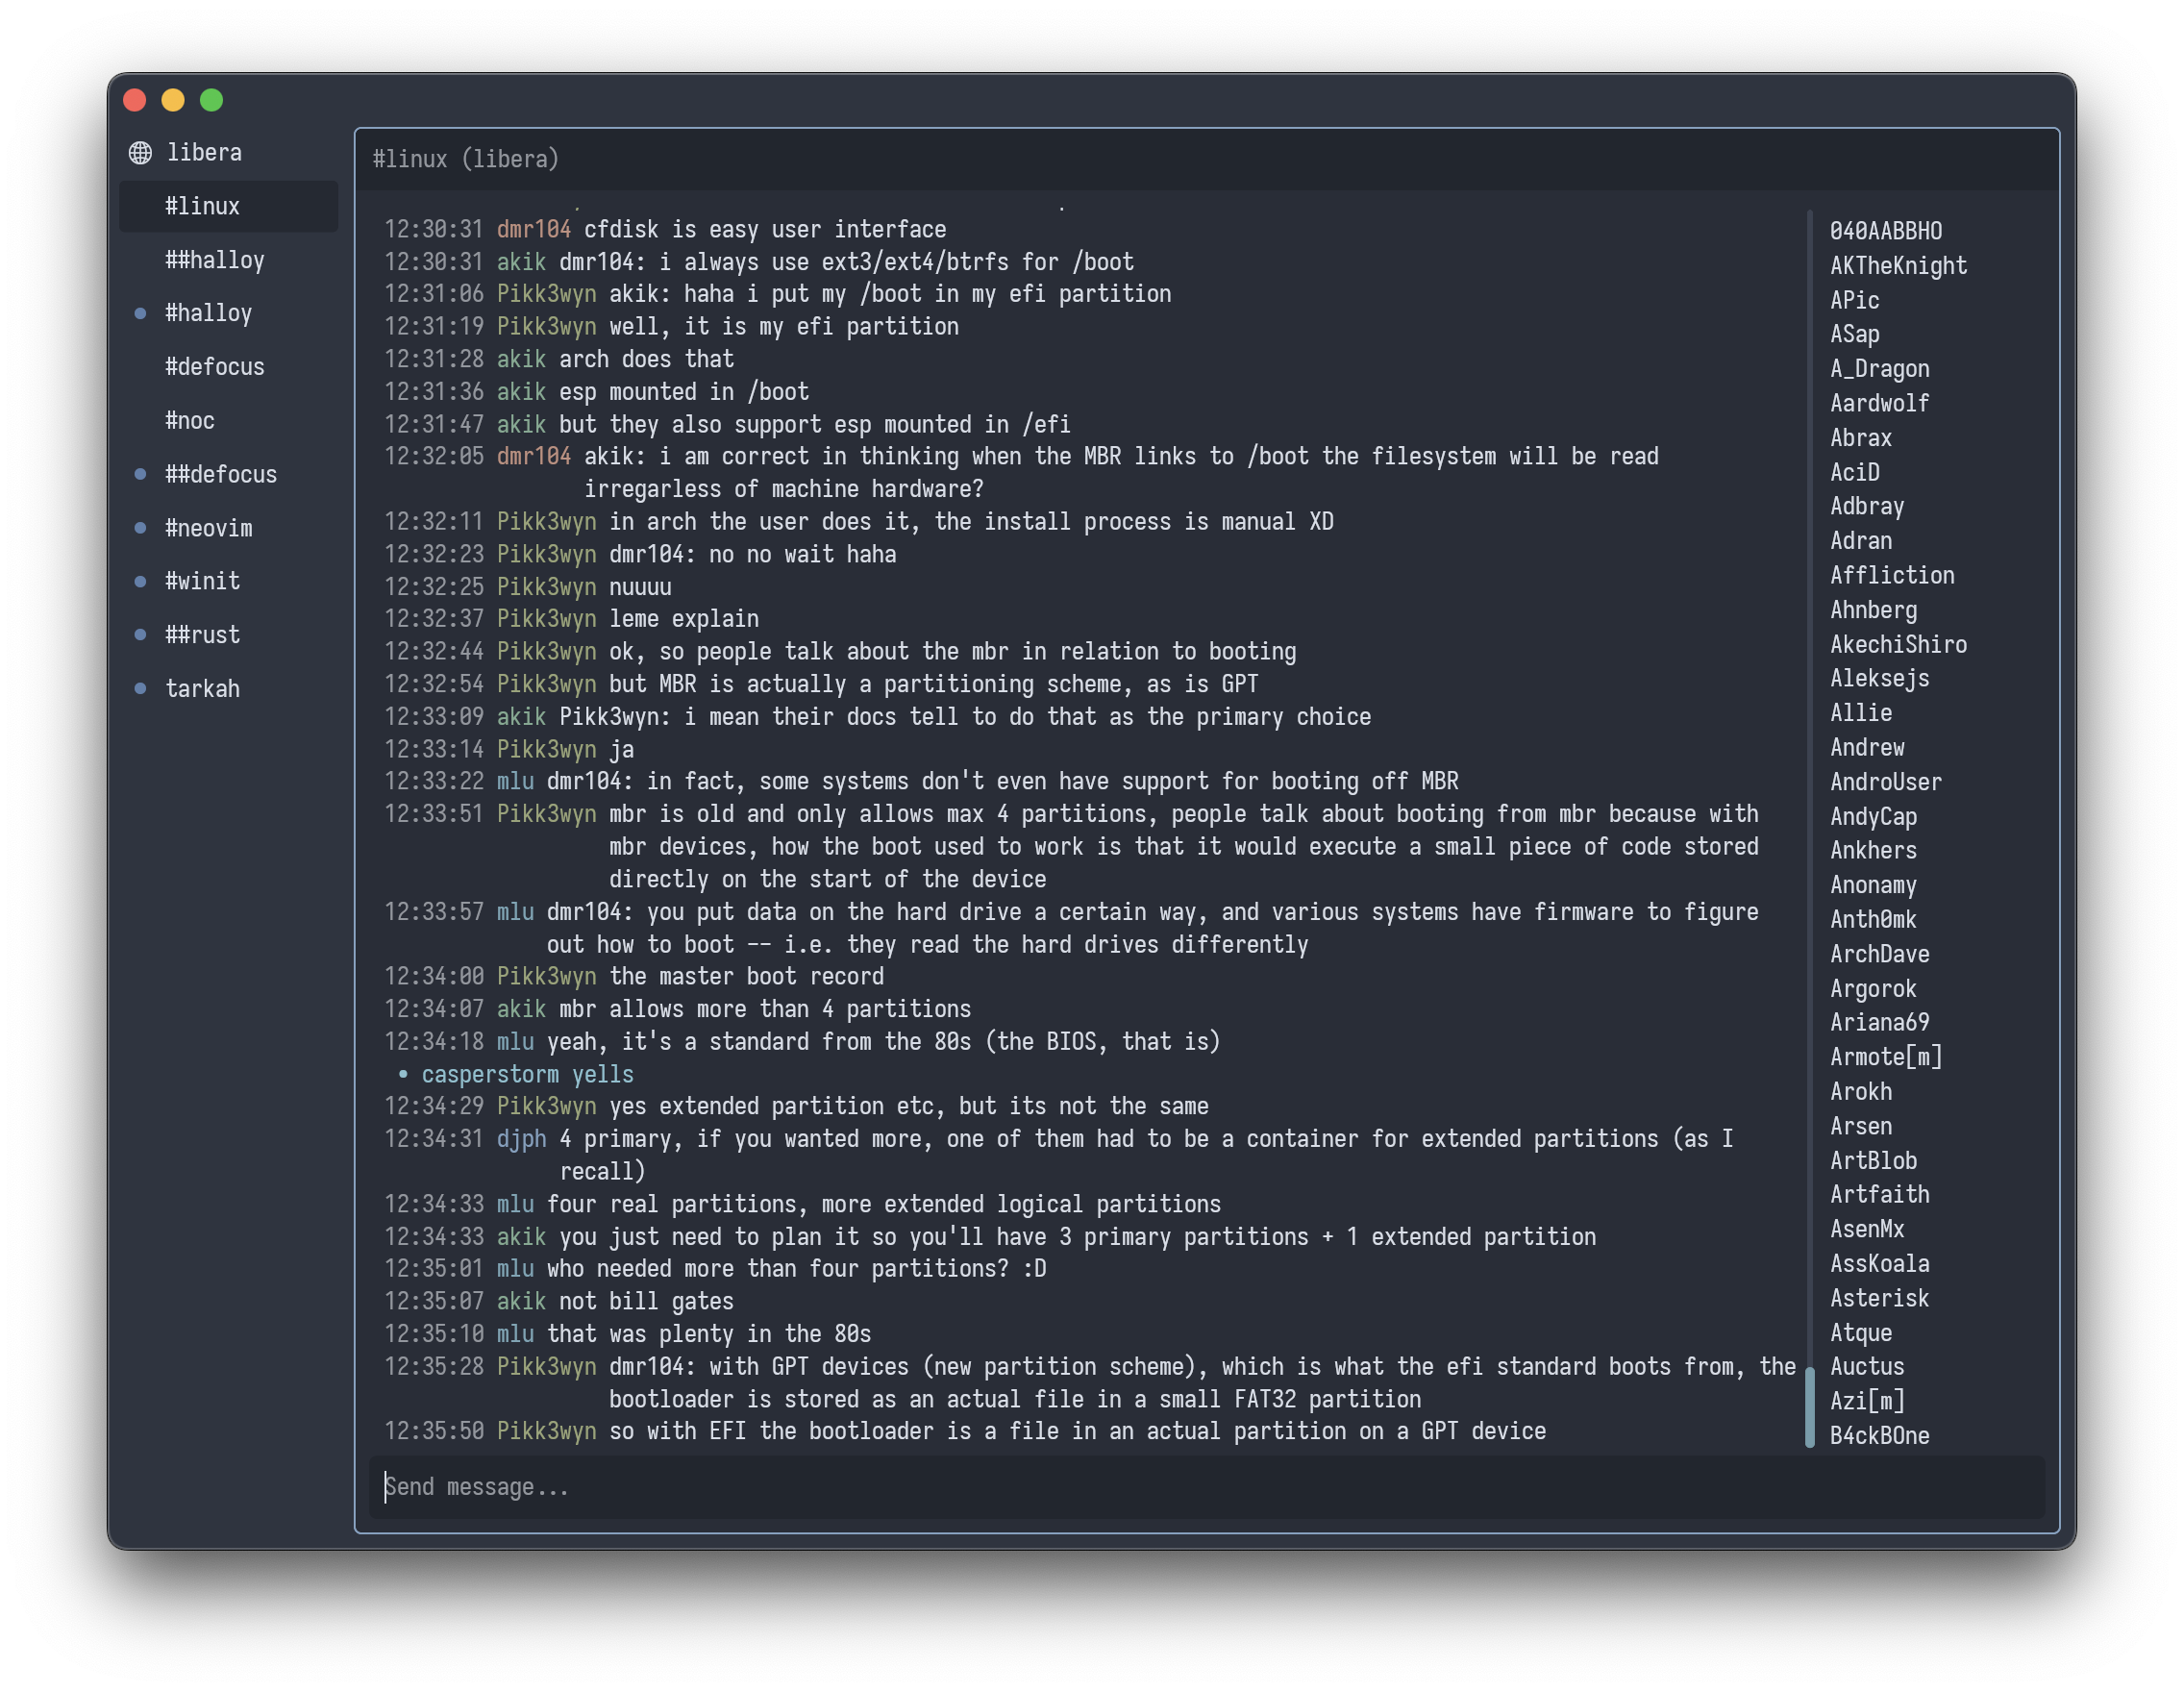 libera
#linux
##halloy
#halloy
#defocus
#noc
##defocus
#neovim
#winit
##rust
tarkah
#linux (libera)
12:30:31 dmr104 cfdisk is easy user interface
12:30:31 akik dmr104: i always use ext3/ext4/btrfs for /boot
12:31:06 Pikk3wyn akik: haha i put my /boot in my efi partition
12:31:19 Pikk3wyn well, it is my efi partition
12:31:28 akik arch does that
12:31:36 akik esp mounted in /boot
12:31:47 akik but they also support esp mounted in /efi
12:32:05 dmr104 akik: i am correct in thinking when the MBR links to /boot the filesystem will be read
irregarless of machine hardware?
12:32:11 Pikk3wyn in arch the user does it, the install process is manual XD
12:32:23 Pikk3wyn dmr104: no no wait haha
12:32:25 Pikk3wyn nuuuu
12:32:37 Pikk3wyn leme explain
12:32:44 Pikk3wyn ok, so people talk about the mbr in relation to booting
12:32:54 Pikk3wyn but MBR is actually a partitioning scheme, as is GPT
12:33:09 akik Pikk3wyn: i mean their docs tell to do that as the primary choice
12:33:14 Pikk3wyn ja
12:33:22 mlu dmr104: in fact, some systems don't even have support for booting off MBR
12:33:51 Pikk3wyn mbr is old and only allows max 4 partitions, people talk about booting from mbr because with
mbr devices, how the boot used to work is that it would execute a small piece of code stored
directly on the start of the device
12:33:57 mlu dmr104: you put data on the hard drive a certain way, and various systems have firmware to figure
out how to boot -- i.e. they read the hard drives differently
12:34:00 Pikk3wyn the master boot record
12:34:07 akik mbr allows more than 4 partitions
12:34:18 mlu yeah, it's a standard from the 80s (the BIOS, that is)
• casperstorm yells
12:34:29 Pikk3wyn yes extended partition etc, but its not the same
12:34:31 djph 4 primary, if you wanted more, one of them had to be a container for extended partitions (as I
recall)
12:34:33 mlu four real partitions, more extended logical partitions
12:34:33 akik you just need to plan it so you'll have 3 primary partitions + 1 extended partition
12:35:01 mlu who needed more than four partitions? :D
12:35:07 akik not bill gates
12:35:10 mlu that was plenty in the 80s
12:35:28 Pikk3wyn dmr104: with GPT devices (new partition scheme), which is what the efi standard boots from, the
bootloader is stored as an actual file in a small FAT32 partition
12:35:50 Pikk3wyn so with EFI the bootloader is a file in an actual partition on a GPT device
Send message...
040AABBHO
AKTheKnight
APic
ASap
A_Dragon
Aardwolf
Abrax
AciD
Adbray
Adran
Affliction
Ahnberg
AkechiShiro
Aleksejs
Allie
Andrew
AndroUser
AndyCap
Ankhers
Anonamy
Anth0mk
ArchDave
Argorok
Ariana69
Armote[m]
Arokh
Arsen
ArtBlob
Artfaith
AsenMx
AssKoala
Asterisk
Atque
Auctus
Azi[m]
B4ckBOne